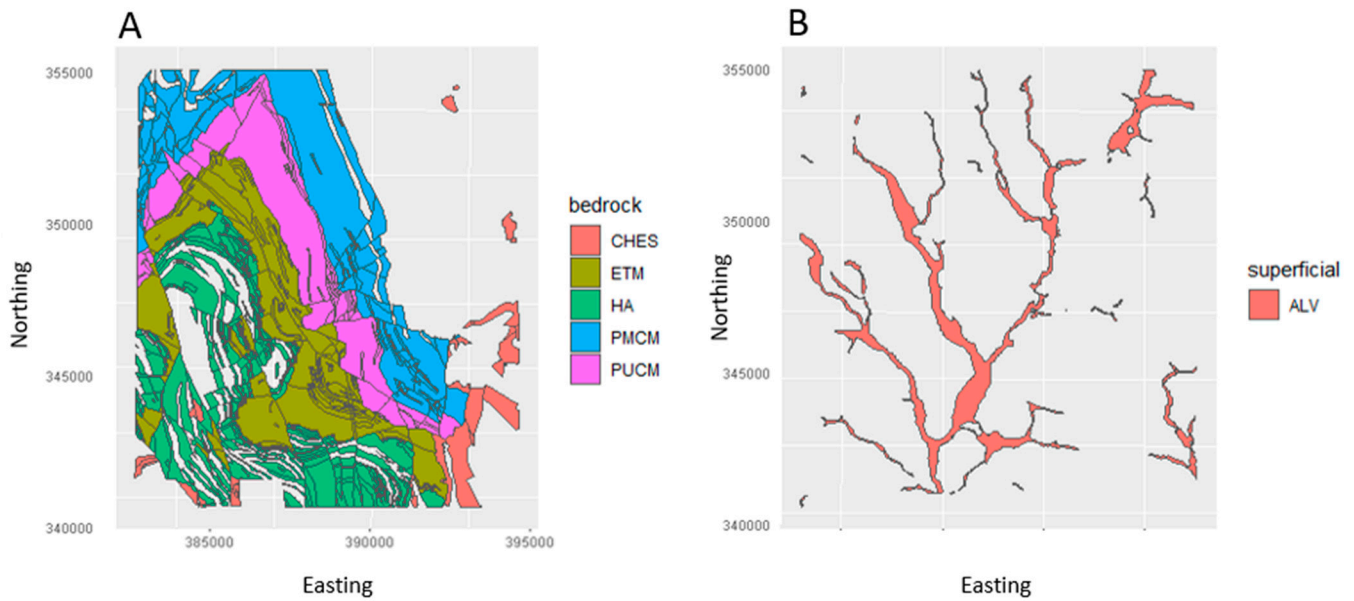 A
355000
350000
345000
340000
Northing
385000
390000
395000
Easting
bedrock
CHES
ETM
HA
PMCM
PUCM
B
355000
350000
345000
340000
Northing
Easting
superficial
ALV